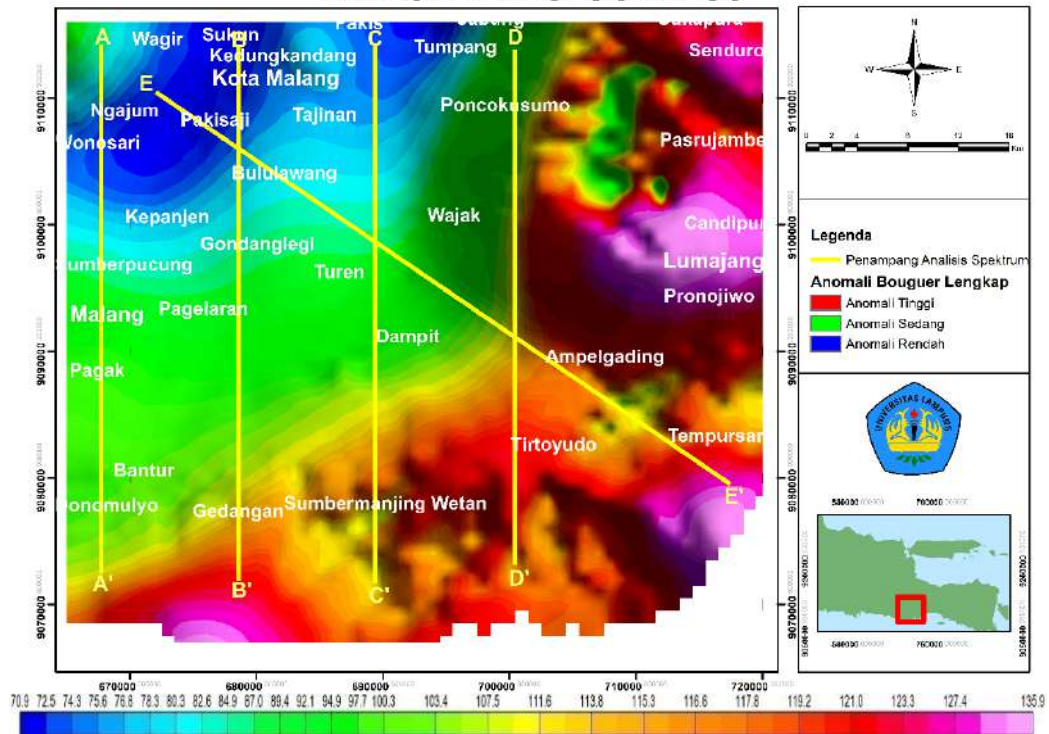 A
Wagir
Sukun
B
Pakis
C
Tumpang
D
Senduro
Kedungkandang
Kota Malang
E
Ngajum
Pakisaji
Tajinan
Poncokusumo
Wonosari
Pasrujambe
Bululawang
Kepanjen
Wajak
Candipur
Gondanglegi
Sumberpucung
Turen
Lumajang
Malang
Pagelaran
Pronojiwo
Dampit
Pagak
Ampelgading
Tirtoyudo
Tempursar
Bantur
Donomulyo
Gedangan
Sumbermanjing Wetan
E'
A'
B'
C'
D'
9110000
9100000
9090000
9080000
9070000
670000 680000 690000 700000 710000 720000
N
W E
S
0 2 4 8 12 16
Km
Legenda
Penampang Analisis Spektrum
Anomali Bouguer Lengkap
Anomali Tinggi
Anomali Sedang
Anomali Rendah
UNIVERSITAS LAMPUNG
70.9 72.5 74.3 75.6 76.8 78.3 80.3 82.6 84.9 87.0 89.4 92.1 94.9 97.7 100.3 103.4 107.5 111.6 113.8 115.3 116.6 117.8 119.2 121.0 123.3 127.4 135.9